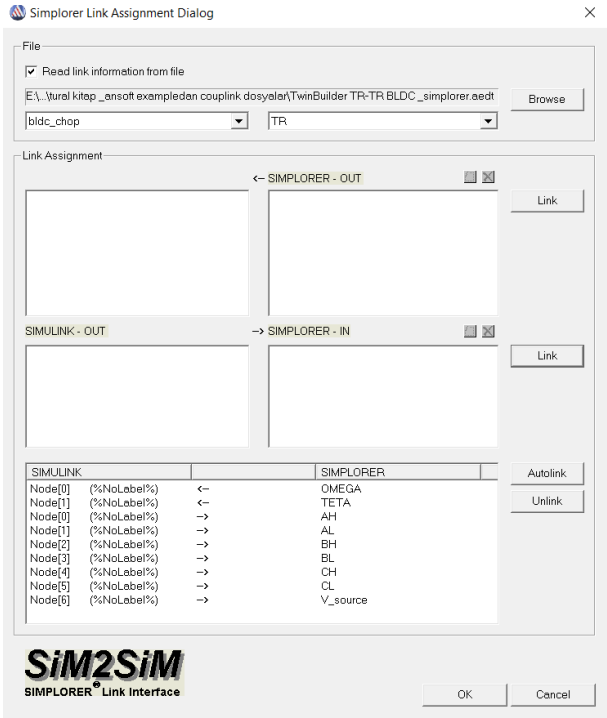 Simplorer Link Assignment Dialog
File
Read link information from file
E:\...\tural kitap _ansoft exampledan couplink dosyalar\TwinBuilder TR-TR BLDC _simplorer.aedt
Browse
bldc_chop TR
Link Assignment
<-- SIMPLORER - OUT
Link
SIMULINK - OUT --> SIMPLORER - IN
Link
SIMULINK SIMPLORER
Autolink
Node[0] (%NoLabel%) <-- OMEGA
Node[1] (%NoLabel%) <-- TETA
Unlink
Node[0] (%NoLabel%) --> AH
Node[1] (%NoLabel%) --> AL
Node[2] (%NoLabel%) --> BH
Node[3] (%NoLabel%) --> BL
Node[4] (%NoLabel%) --> CH
Node[5] (%NoLabel%) --> CL
Node[6] (%NoLabel%) --> V_source
SiM2SiM
SIMPLORER® Link Interface
OK Cancel